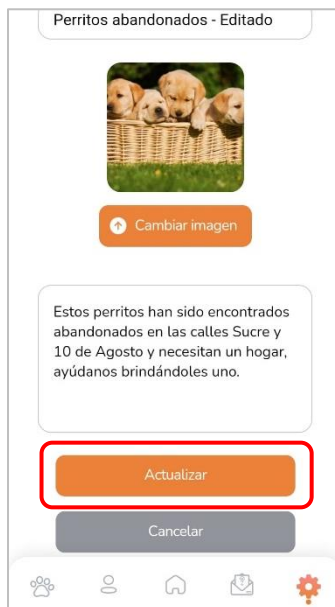 Perritos abandonados - Editado
Cambiar imagen
Estos perritos han sido encontrados
abandonados en las calles Sucre y
10 de Agosto y necesitan un hogar,
ayúdanos brindándoles uno.
Actualizar
Cancelar